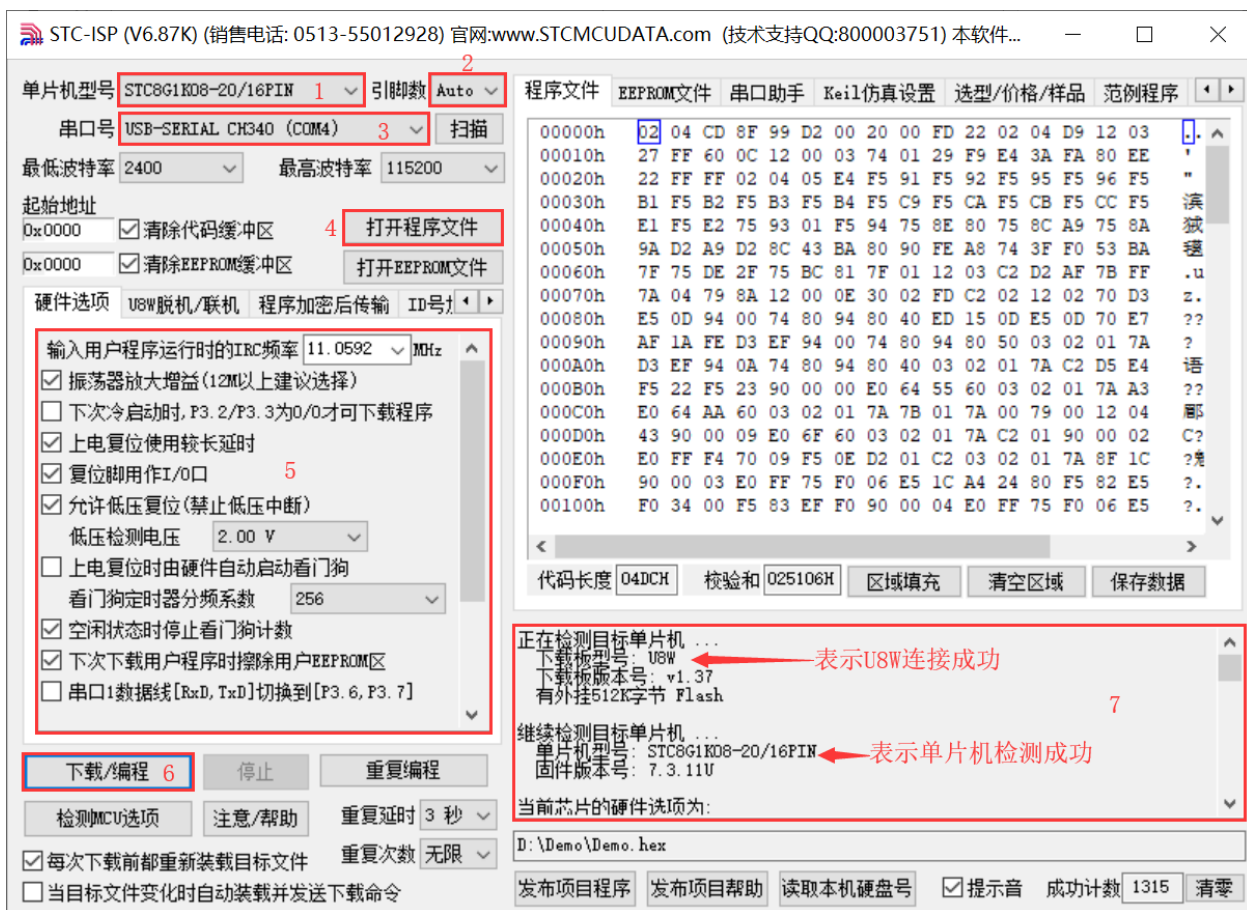 STC-ISP (V6.87K) (销售电话: 0513-55012928) 官网:www.STCMCUDATA.com (技术支持QQ:800003751) 本软件...
2
单片机型号 STC8G1K08-20/16PIN 1 引脚数 Auto
串口号 USB-SERIAL CH340 (COM4) 3 扫描
最低波特率 2400 最高波特率 115200
起始地址
0x0000 清除代码缓冲区 4 打开程序文件
0x0000 清除EEPROM缓冲区 打开EEPROM文件
硬件选项 U8W脱机/联机 程序加密后传输 ID号
输入用户程序运行时的IRC频率 11.0592 MHz
振荡器放大增益(12M以上建议选择)
下次冷启动时,P3.2/P3.3为0/0才可下载程序
上电复位使用较长延时
复位脚用作I/O口 5
允许低压复位(禁止低压中断)
低压检测电压 2.00 V
上电复位时由硬件自动启动看门狗
看门狗定时器分频系数 256
空闲状态时停止看门狗计数
下次下载用户程序时擦除用户EEPROM区
串口1数据线[RxD,TxD]切换到[P3.6,P3.7]
下载/编程 6 停止 重复编程
检测MCU选项 注意/帮助 重复延时 3 秒
每次下载前都重新装载目标文件 重复次数 无限
当目标文件变化时自动装载并发送下载命令
程序文件 EEPROM文件 串口助手 Keil仿真设置 选型/价格/样品 范例程序
00000h 02 04 CD 8F 99 D2 00 20 00 FD 22 02 04 D9 12 03 ..
00010h 27 FF 60 0C 12 00 03 74 01 29 F9 E4 3A FA 80 EE '
00020h 22 FF FF 02 04 05 E4 F5 91 F5 92 F5 95 F5 96 F5 "
00030h B1 F5 B2 F5 B3 F5 B4 F5 C9 F5 CA F5 CB F5 CC F5 滨
00040h E1 F5 E2 75 93 01 F5 94 75 8E 80 75 8C A9 75 8A
00050h 9A D2 A9 D2 8C 43 BA 80 90 FE A8 74 3F F0 53 BA
00060h 7F 75 DE 2F 75 BC 81 7F 01 12 03 C2 D2 AF 7B FF .u
00070h 7A 04 79 8A 12 00 0E 30 02 FD C2 02 12 02 70 D3 z.
00080h E5 0D 94 00 74 80 94 80 40 ED 15 0D E5 0D 70 E7 ??
00090h AF 1A FE D3 EF 94 00 74 80 94 80 50 03 02 01 7A ?
000A0h D3 EF 94 0A 74 80 94 80 40 03 02 01 7A C2 D5 E4 语
000B0h F5 22 F5 23 90 00 00 E0 64 55 60 03 02 01 7A A3 ??
000C0h E0 64 AA 60 03 02 01 7A 7B 01 7A 00 79 00 12 04 郿
000D0h 43 90 00 09 E0 6F 60 03 02 01 7A C2 01 90 00 02 C?
000E0h E0 FF F4 70 09 F5 0E D2 01 C2 03 02 01 7A 8F 1C
000F0h 90 00 03 E0 FF 75 F0 06 E5 1C A4 24 80 F5 82 E5 ?.
00100h F0 34 00 F5 83 EF F0 90 00 04 E0 FF 75 F0 06 E5 ?.
代码长度 04DCH 校验和 025106H 区域填充 清空区域 保存数据
正在检测目标单片机 ...
下载板型号: U8W 表示U8W连接成功
下载板版本号: v1.37
有外挂512K字节 Flash
7
继续检测目标单片机 ...
单片机型号: STC8G1K08-20/16PIN 表示单片机检测成功
固件版本号: 7.3.11U
当前芯片的硬件选项为:
D:\Demo\Demo.hex
发布项目程序 发布项目帮助 读取本机硬盘号 提示音 成功计数 1315 清零